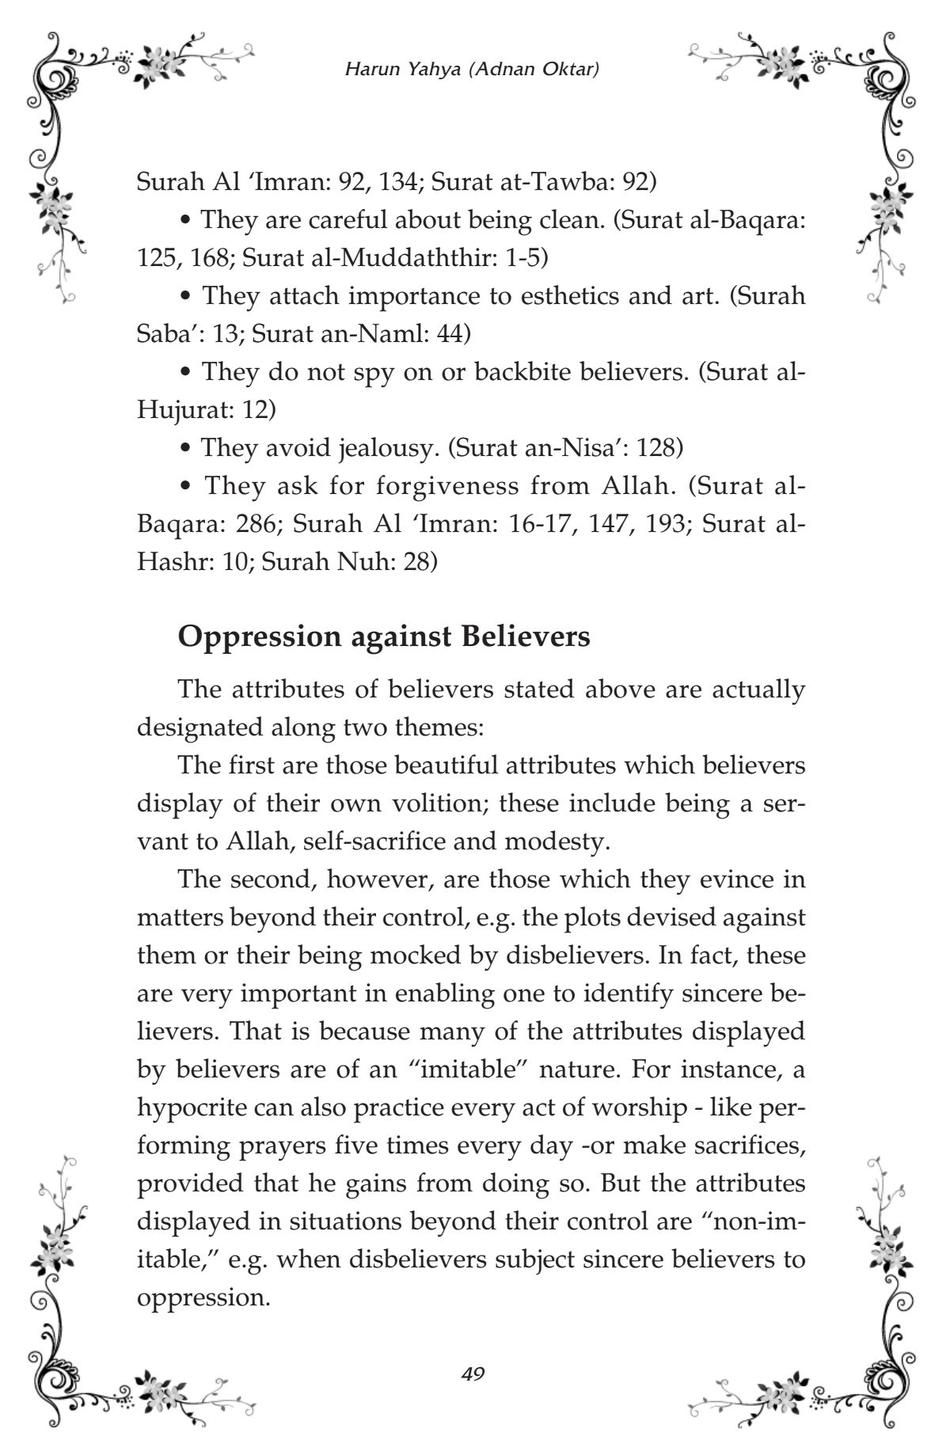 Harun Yahya (Adnan Oktar)
Surah Al ‘Imran: 92, 134; Surat at-Tawba: 92)
• They are careful about being clean. (Surat al-Baqara:
125, 168; Surat al-Muddaththir: 1-5)
• They attach importance to esthetics and art. (Surah
Saba’: 13; Surat an-Naml: 44)
• They do not spy on or backbite believers. (Surat al-
Hujurat: 12)
• They avoid jealousy. (Surat an-Nisa’: 128)
• They ask for forgiveness from Allah. (Surat al-
Baqara: 286; Surah Al ‘Imran: 16-17, 147, 193; Surat al-
Hashr: 10; Surah Nuh: 28)
Oppression against Believers
The attributes of believers stated above are actually
designated along two themes:
The first are those beautiful attributes which believers
display of their own volition; these include being a ser-
vant to Allah, self-sacrifice and modesty.
The second, however, are those which they evince in
matters beyond their control, e.g. the plots devised against
them or their being mocked by disbelievers. In fact, these
are very important in enabling one to identify sincere be-
lievers. That is because many of the attributes displayed
by believers are of an “imitable” nature. For instance, a
hypocrite can also practice every act of worship - like per-
forming prayers five times every day -or make sacrifices,
provided that he gains from doing so. But the attributes
displayed in situations beyond their control are “non-im-
itable,” e.g. when disbelievers subject sincere believers to
oppression.
49